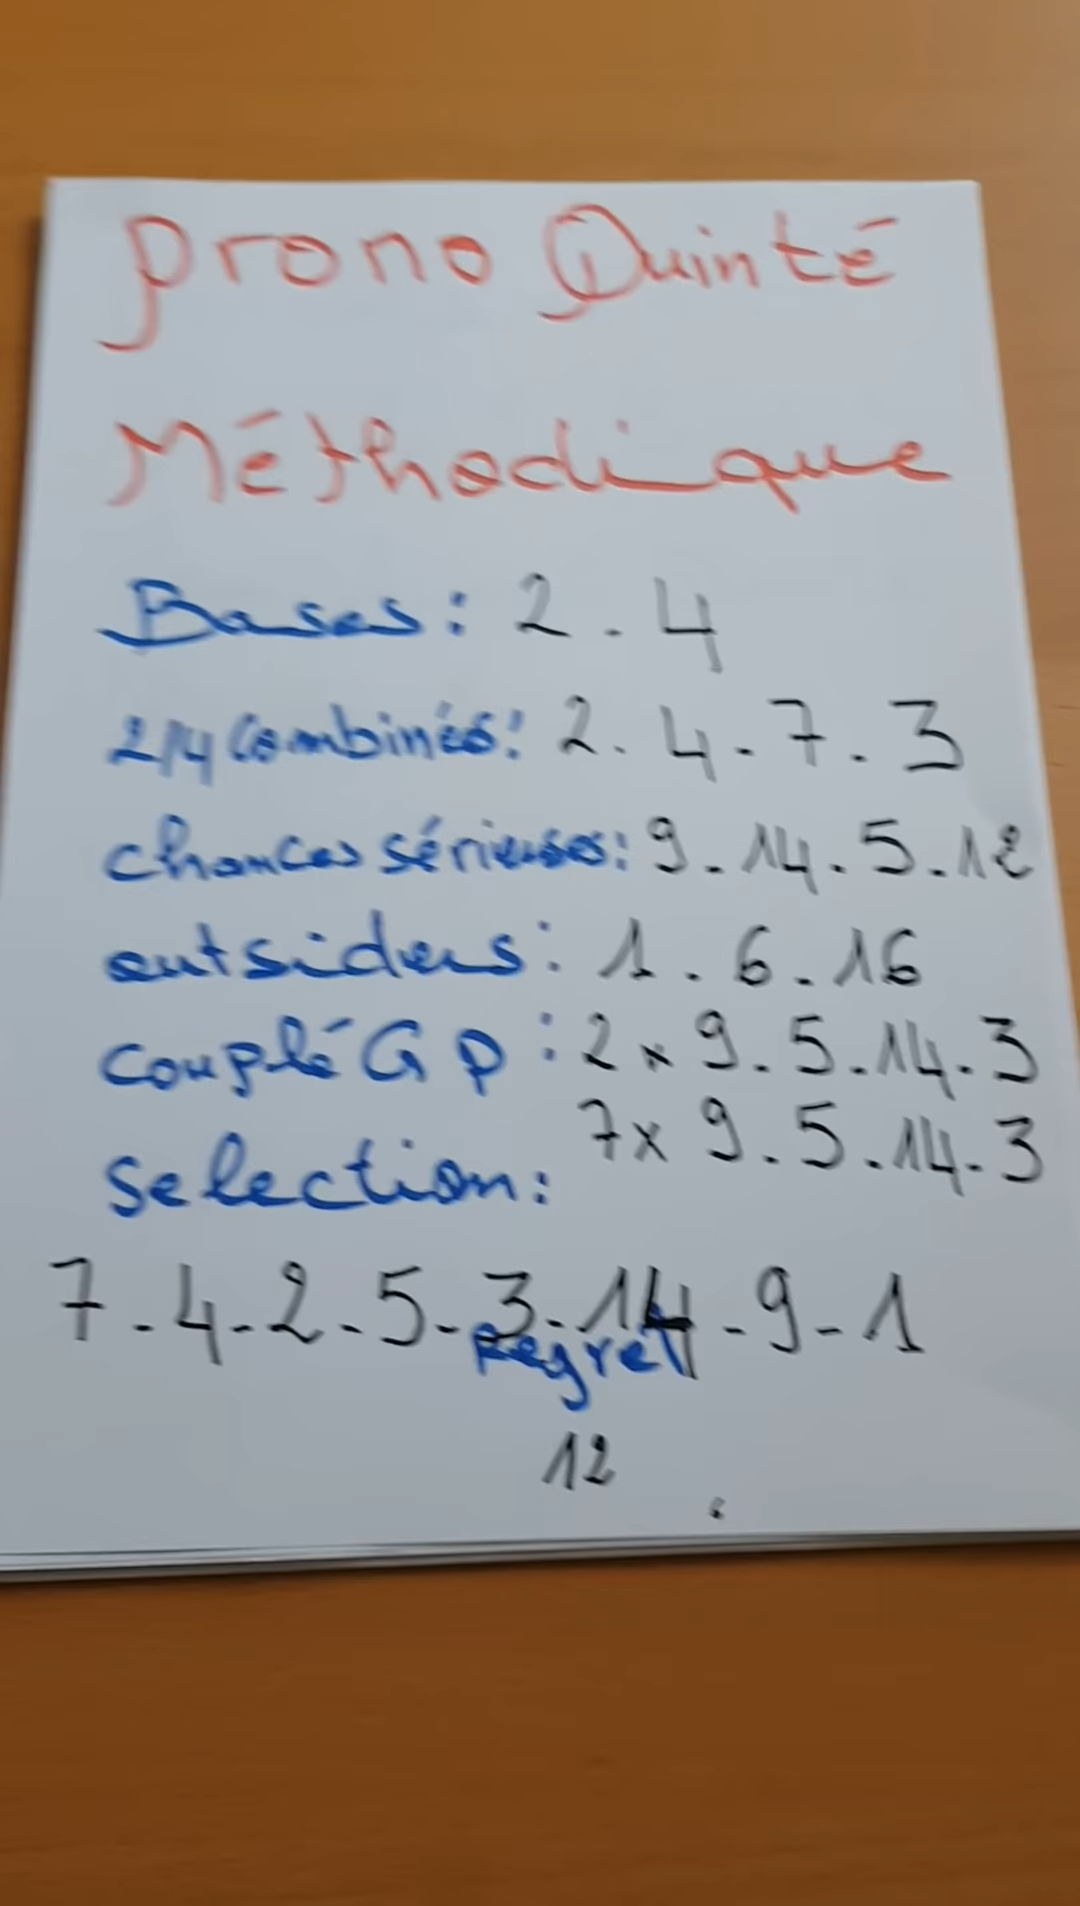 Prono Quinté
Méthodique
Bases: 2. 4
2/4 Combinés: 2. 4. 7. 3
chances sérieuses: 9. 14. 5. 12
outsiders: 1. 6. 16
couplé G P: 2x 9. 5. 14. 3
7x 9. 5. 14. 3
selection:
7. 4. 2. 5. 3. 14. 9. 1
Regret
12